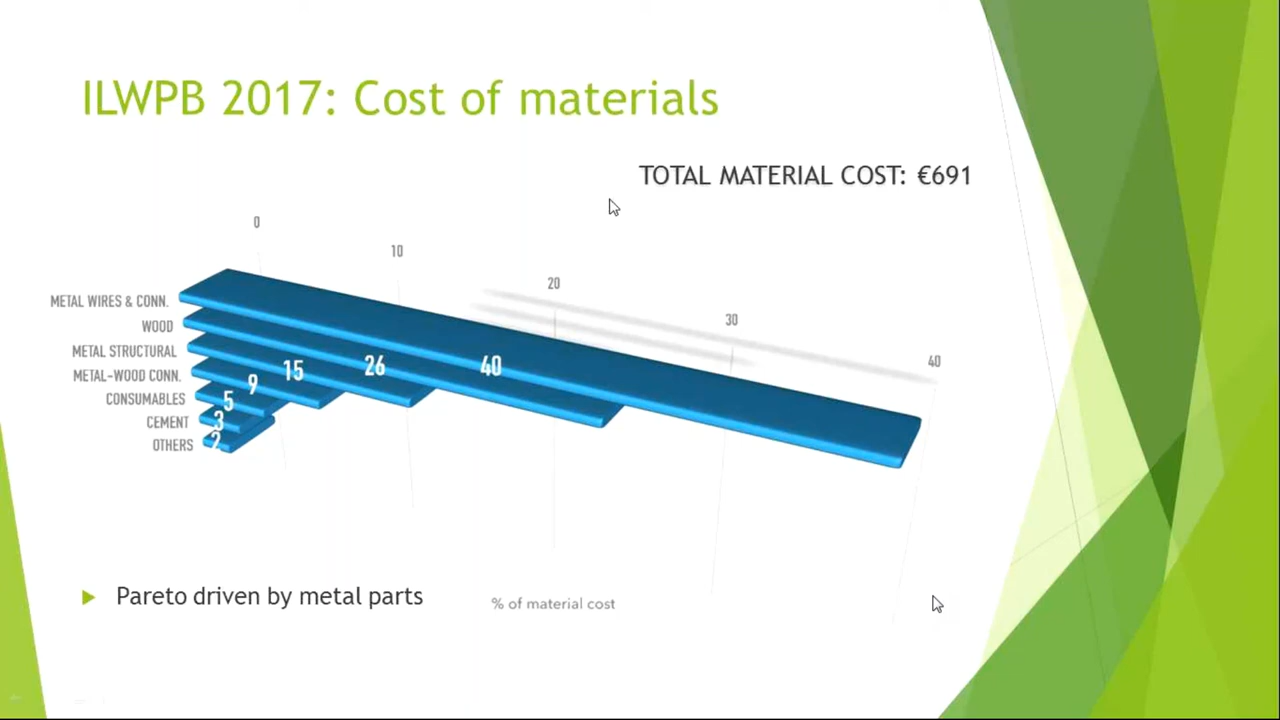 ILWPB 2017: Cost of materials
TOTAL MATERIAL COST: €691
0
10
20
30
40
METAL WIRES & CONN.
WOOD
METAL STRUCTURAL
METAL-WOOD CONN.
CONSUMABLES
CEMENT
OTHERS
40
26
15
9
5
3
2
Pareto driven by metal parts
% of material cost